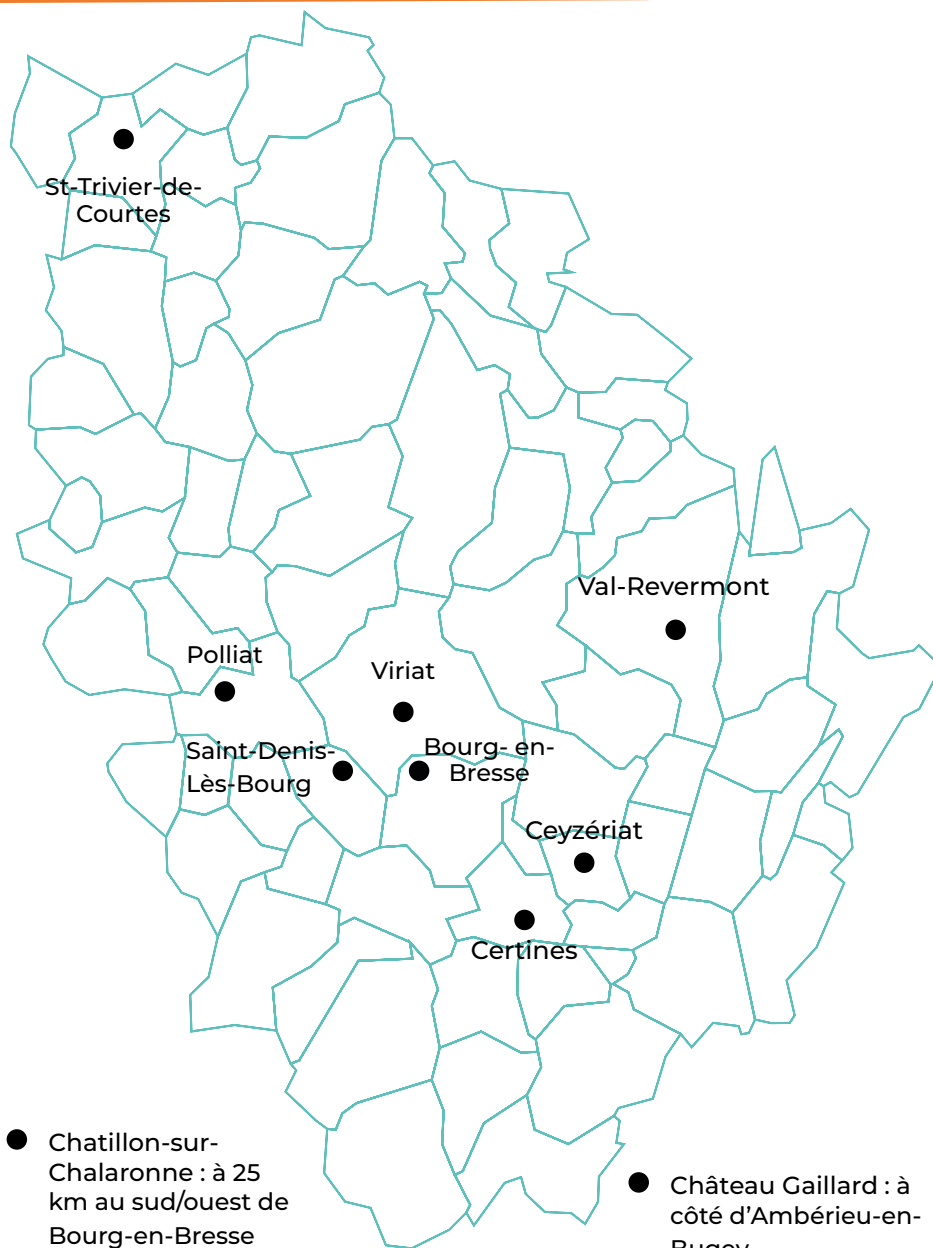 St-Trivier-de-
Courtes
Val-Revermont
Polliat
Viriat
Saint-Denis-
Lès-Bourg
Bourg- en-
Bresse
Ceyzériat
Certines
Chatillon-sur-
Chalaronne : à 25
km au sud/ouest de
Bourg-en-Bresse
Château Gaillard : à
côté d'Ambérieu-en-
Bugey